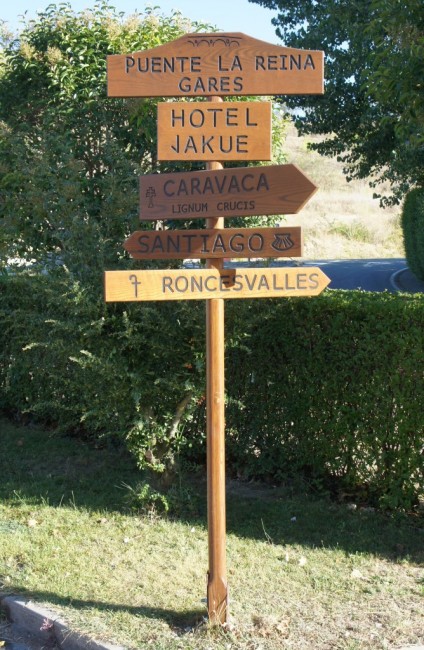 PUENTE LA REINA
GARES
HOTEL
JAKUE
CARAVACA
LIGNUM CRUCIS
SANTIAGO
RONCESVALLES